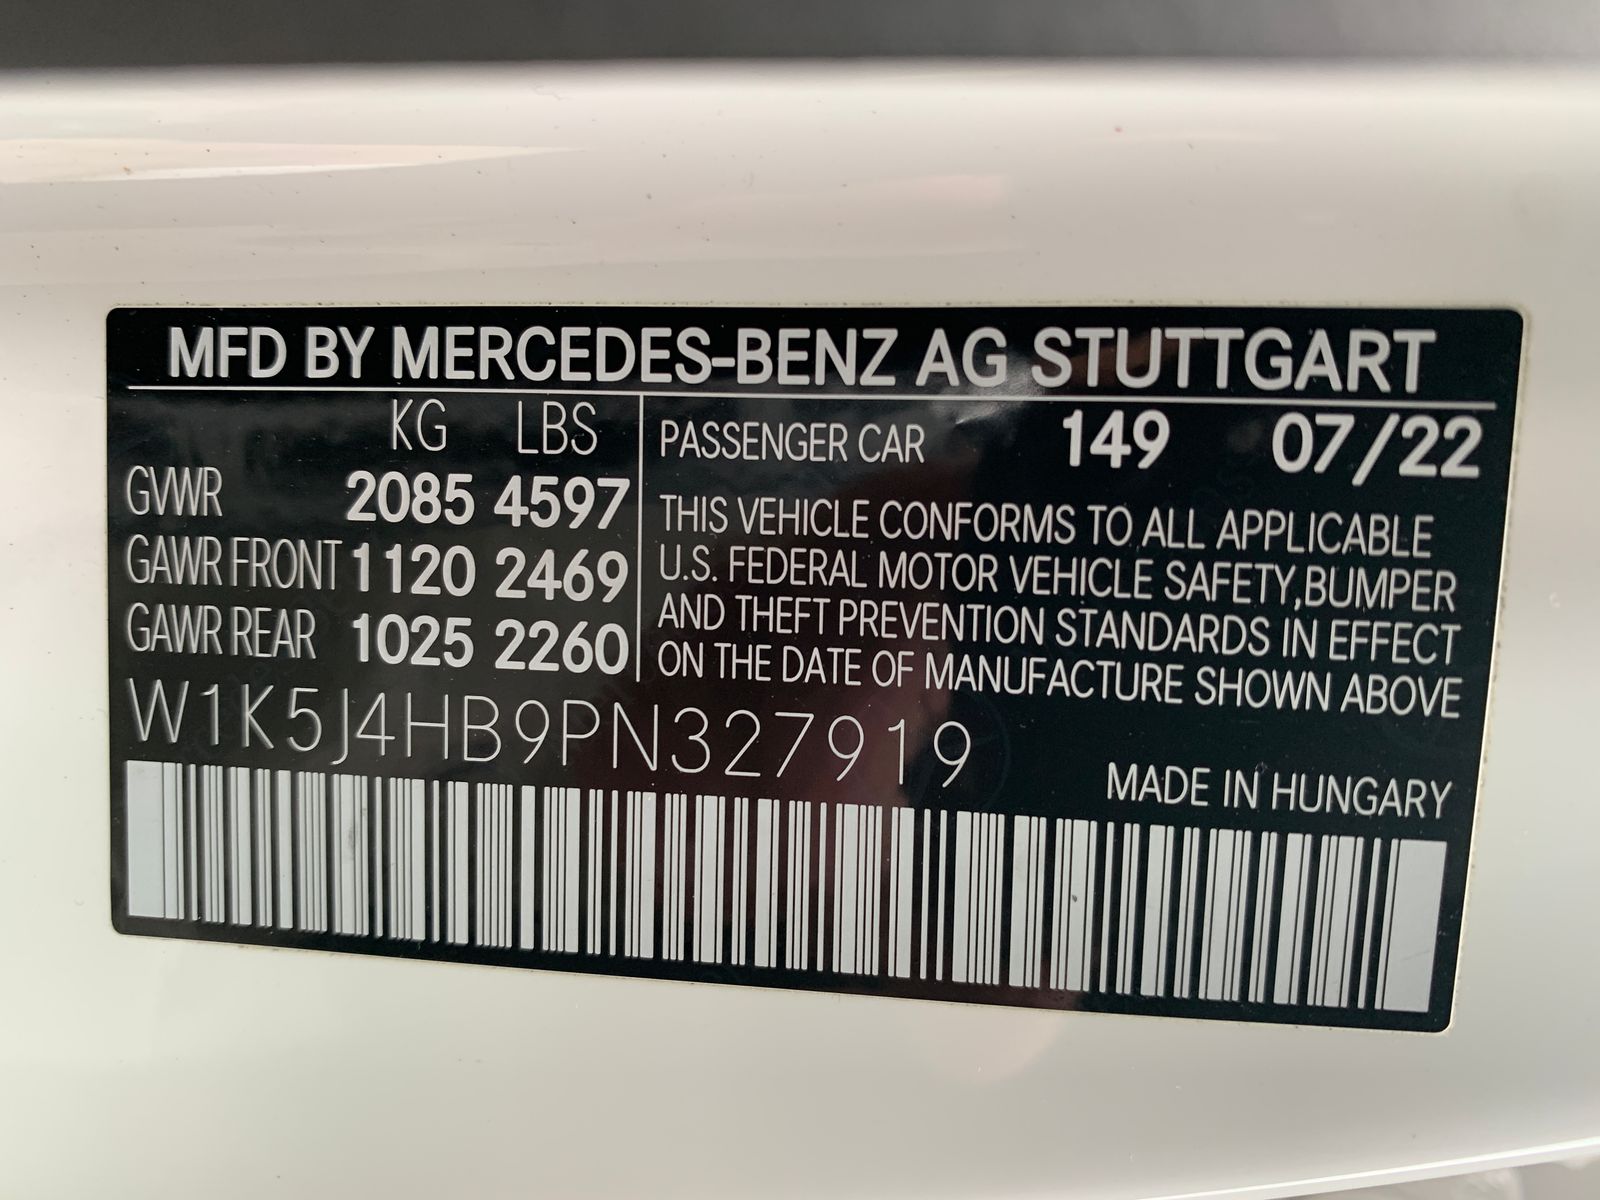 MFD BY MERCEDES-BENZ AG STUTTGART
KG LBS
GVWR 2085 4597
GAWR FRONT 1120 2469
GAWR REAR 1025 2260
PASSENGER CAR 149 07/22
THIS VEHICLE CONFORMS TO ALL APPLICABLE
U.S. FEDERAL MOTOR VEHICLE SAFETY, BUMPER
AND THEFT PREVENTION STANDARDS IN EFFECT
ON THE DATE OF MANUFACTURE SHOWN ABOVE
W1K5J4HB9PN327919
MADE IN HUNGARY